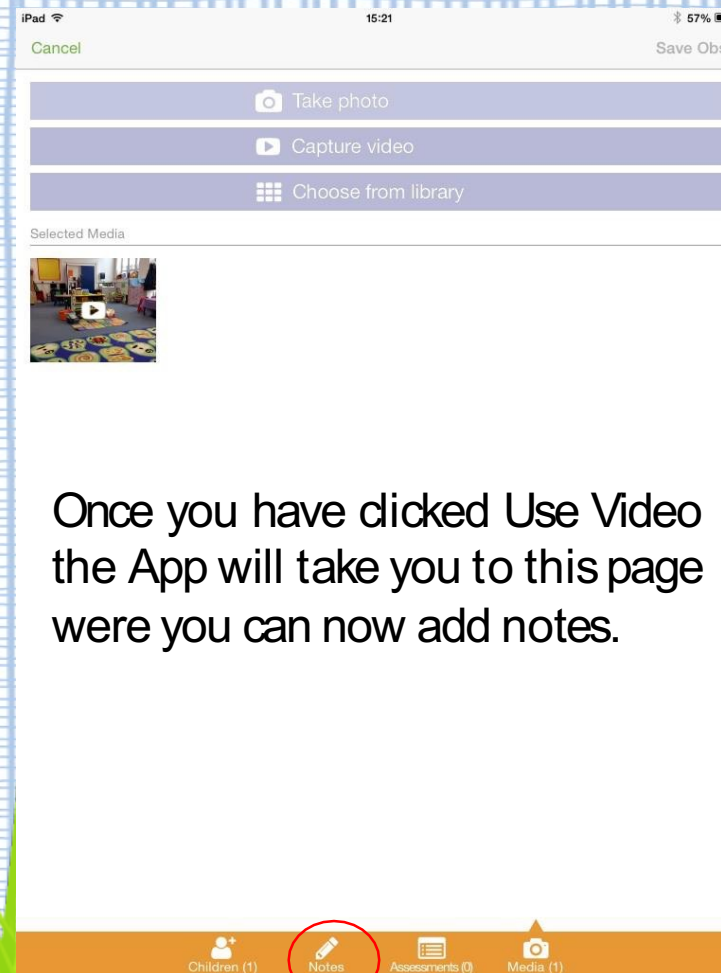 iPad 15:21 57%
Cancel Save Obs
Take photo
Capture video
Choose from library
Selected Media
Once you have clicked Use Video
the App will take you to this page
were you can now add notes.
Children (1) Notes Assessments (0) Media (1)